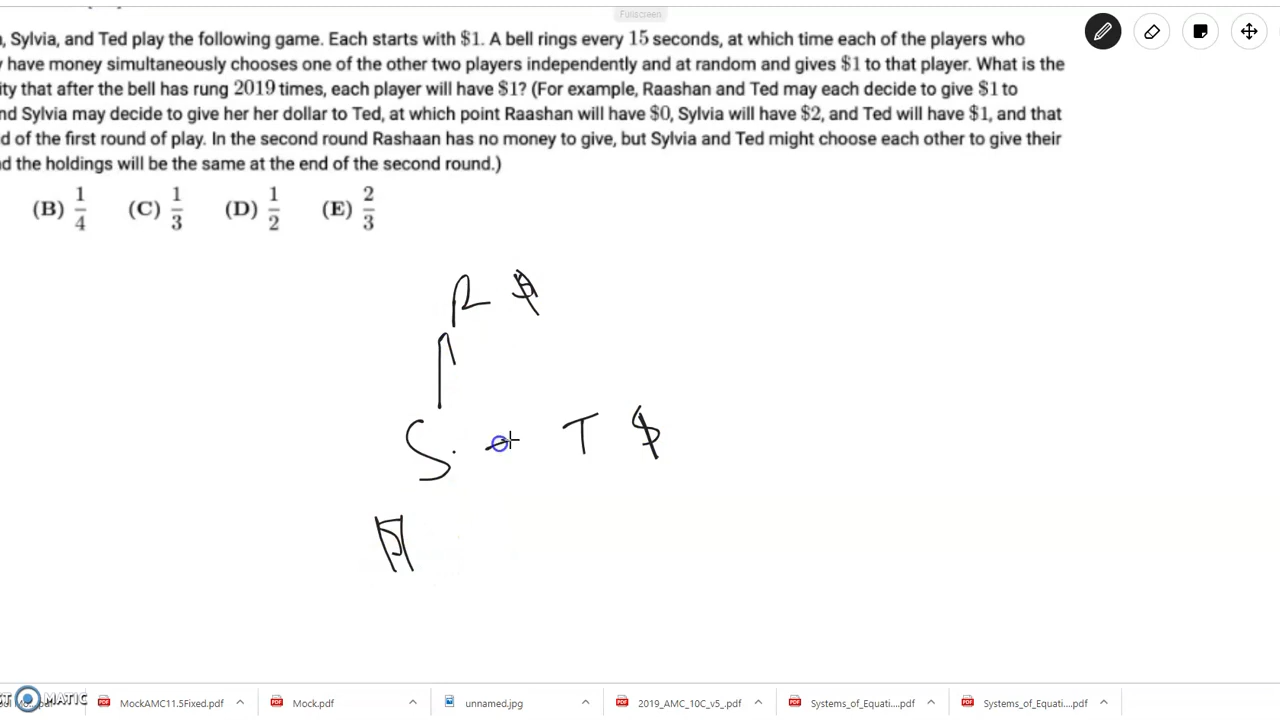 Fullscreen
, Sylvia, and Ted play the following game. Each starts with $1. A bell rings every 15 seconds, at which time each of the players who
have money simultaneously chooses one of the other two players independently and at random and gives $1 to that player. What is the
ity that after the bell has rung 2019 times, each player will have $1? (For example, Raashan and Ted may each decide to give $1 to
nd Sylvia may decide to give her her dollar to Ted, at which point Raashan will have $0, Sylvia will have $2, and Ted will have $1, and that
d of the first round of play. In the second round Rashaan has no money to give, but Sylvia and Ted might choose each other to give their
d the holdings will be the same at the end of the second round.)
(B) 1/4 (C) 1/3 (D) 1/2 (E) 2/3
R $
S T $
MATIC MockAMC11.5Fixed.pdf Mock.pdf unnamed.jpg 2019_AMC_10C_v5_.pdf Systems_of_Equati....pdf Systems_of_Equati....pdf